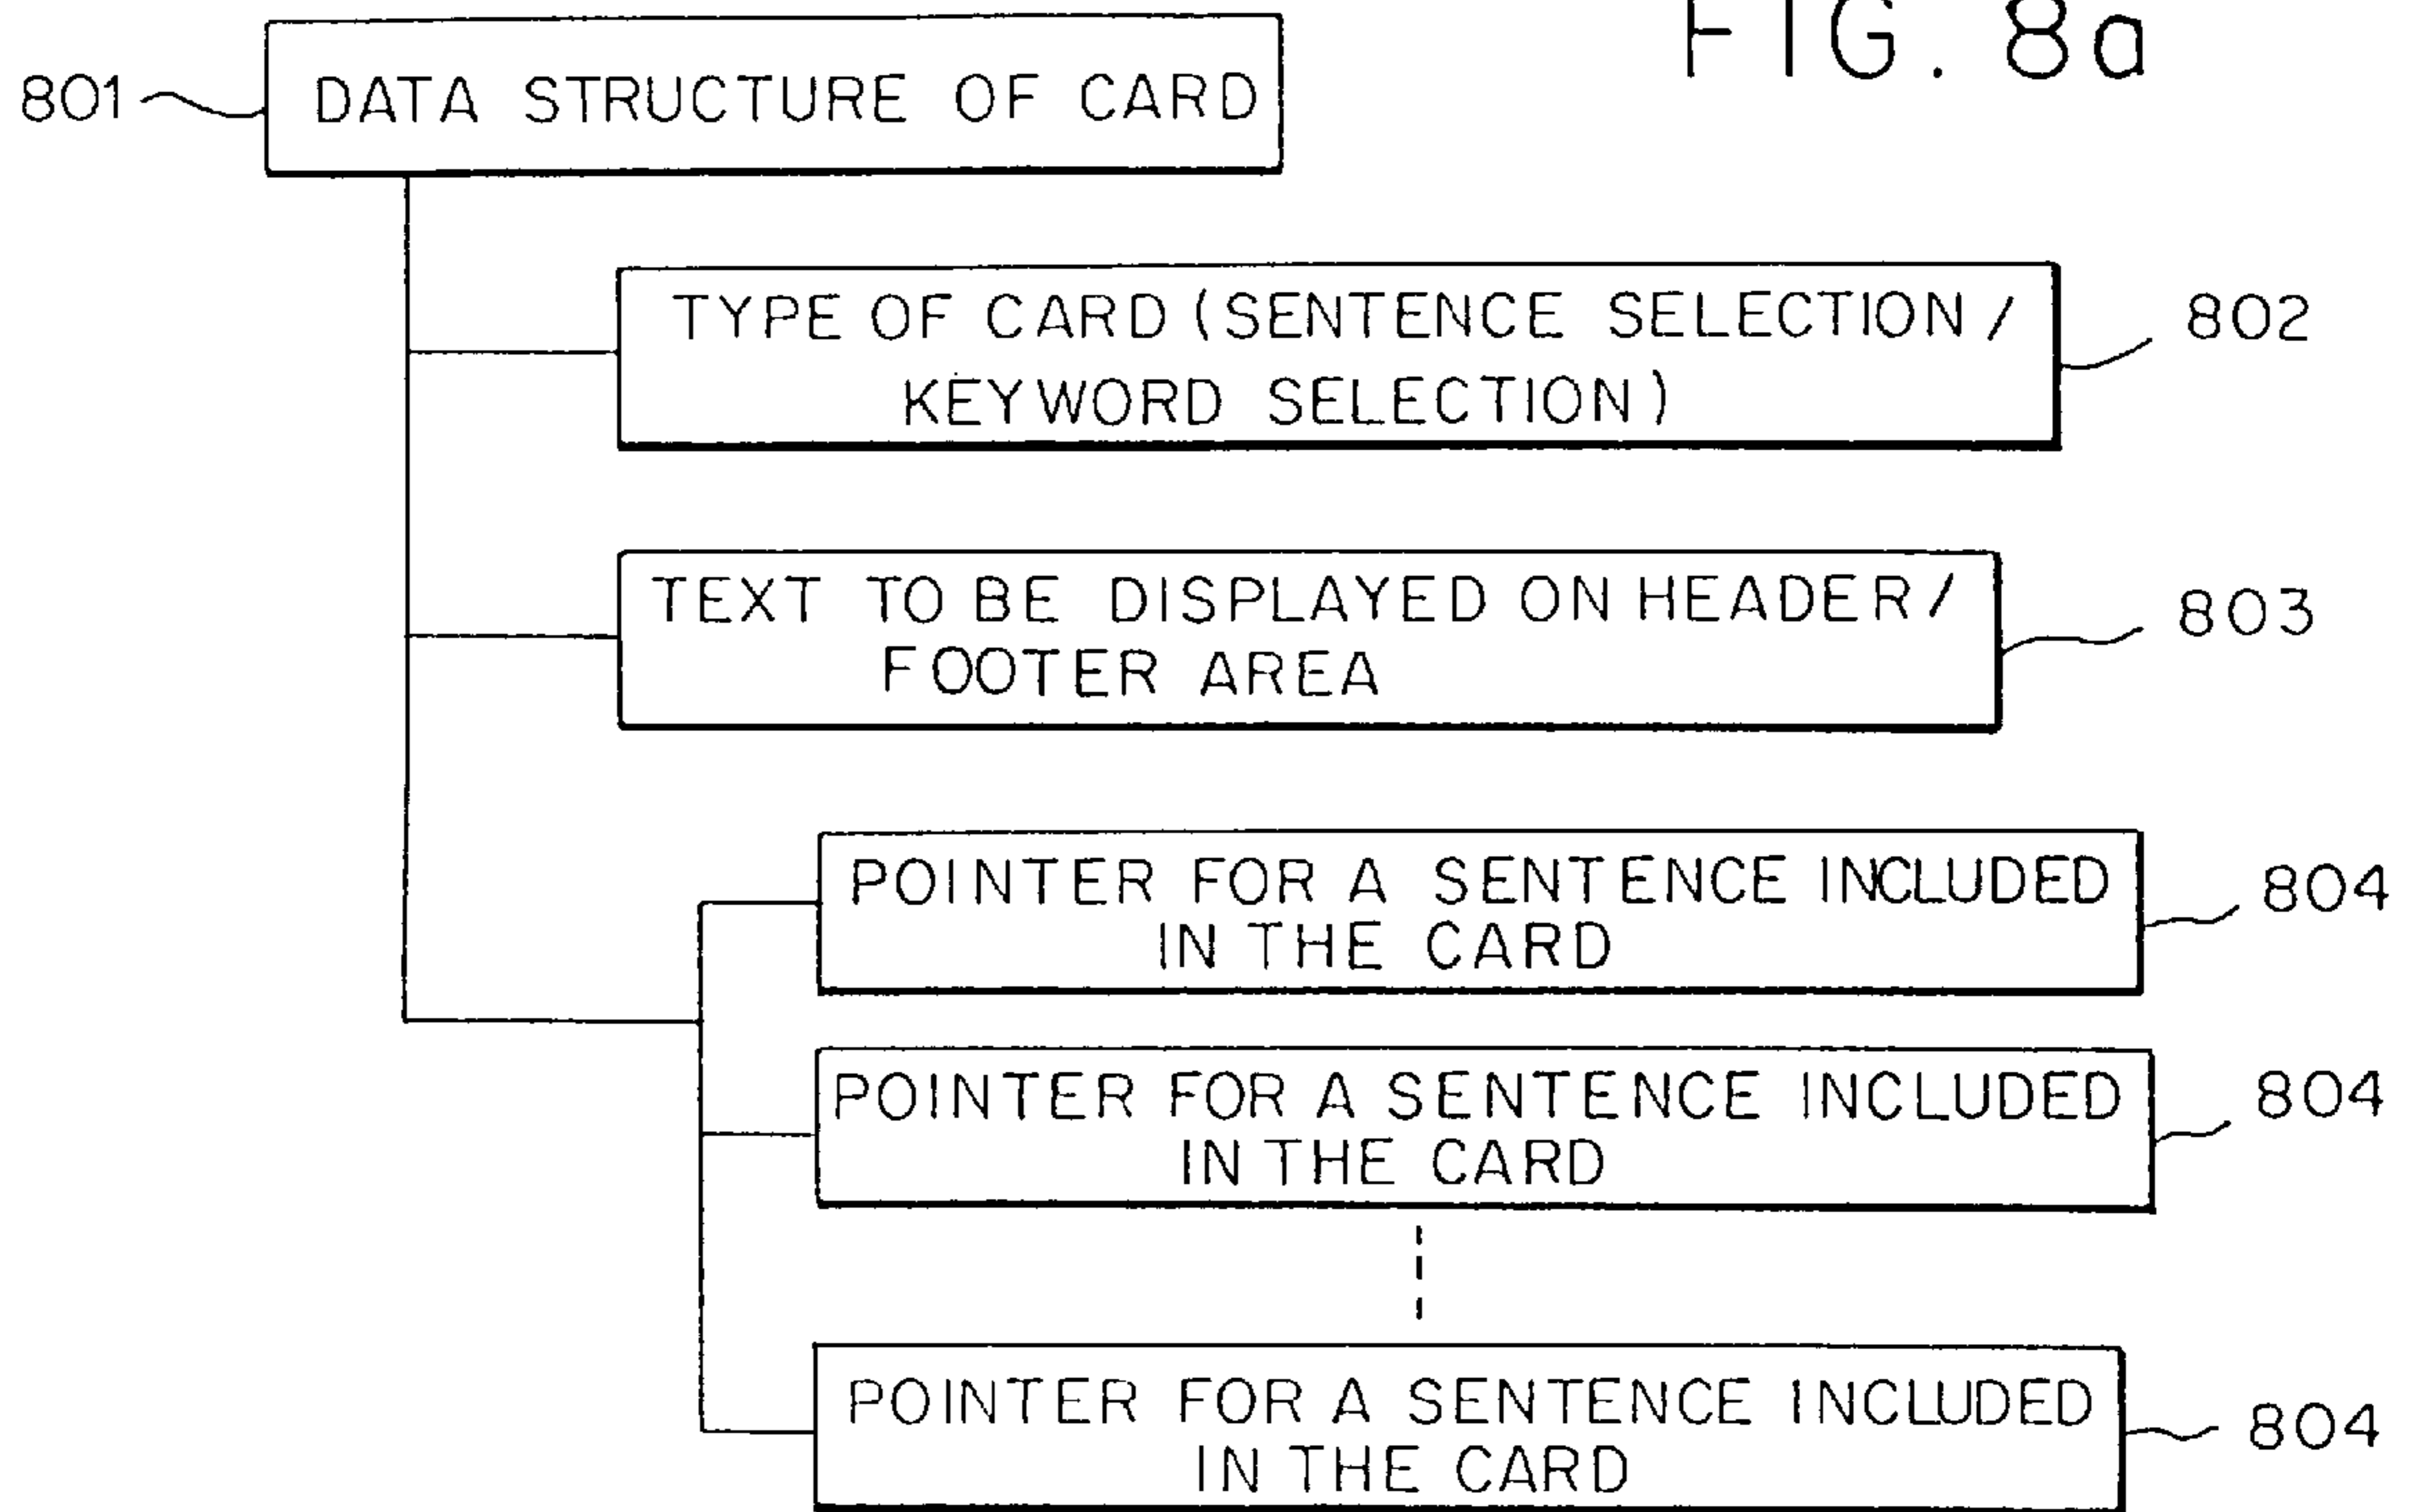 FIG. 8a
801 DATA STRUCTURE OF CARD
TYPE OF CARD (SENTENCE SELECTION /
KEYWORD SELECTION)
802
TEXT TO BE DISPLAYED ON HEADER/
FOOTER AREA
803
POINTER FOR A SENTENCE INCLUDED
IN THE CARD
804
POINTER FOR A SENTENCE INCLUDED
IN THE CARD
804
POINTER FOR A SENTENCE INCLUDED
IN THE CARD
804